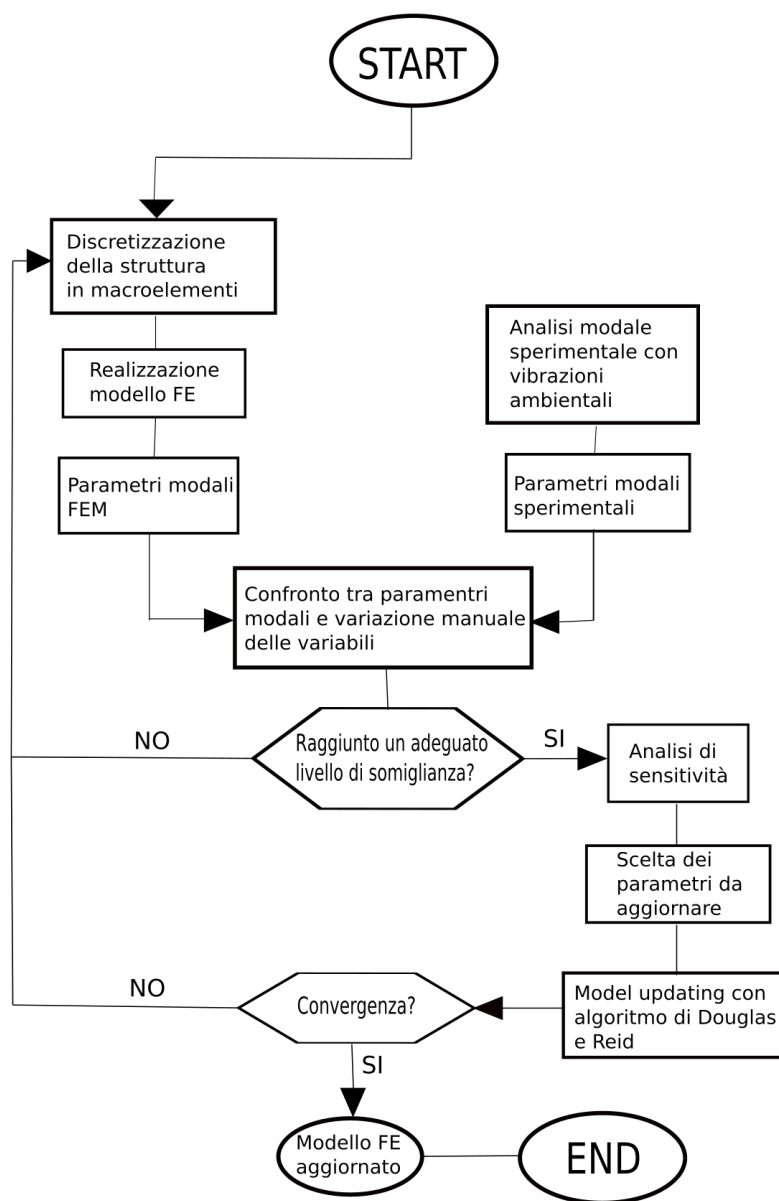 START
Discretizzazione
della struttura
in macroelementi
Realizzazione
modello FE
Parametri modali
FEM
Analisi modale
sperimentale con
vibrazioni
ambientali
Parametri modali
sperimentali
Confronto tra paramentri
modali e variazione manuale
delle variabili
Raggiunto un adeguato
livello di somiglianza?
NO
SI
Analisi di
sensitività
Scelta dei
parametri da
aggiornare
Model updating con
algoritmo di Douglas
e Reid
Convergenza?
NO
SI
Modello FE
aggiornato
END